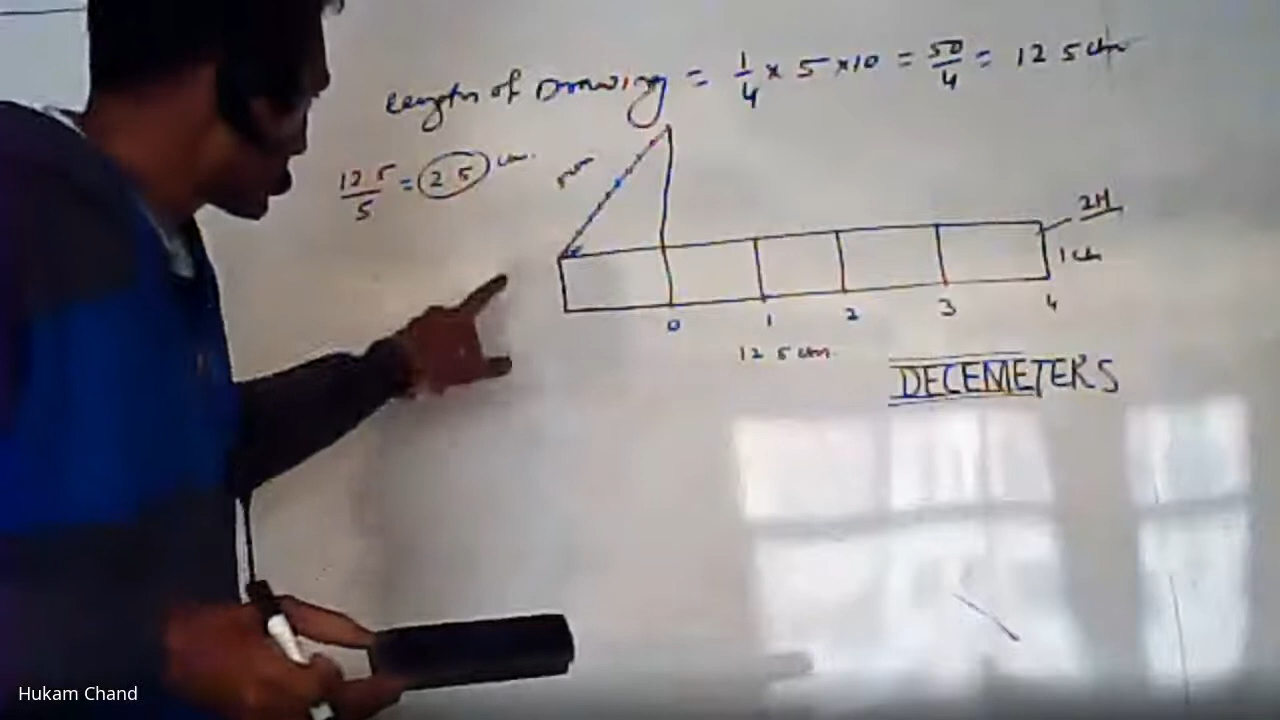 Length of Drawing = 1/4 × 5 × 10 = 50/4 = 12 5 cm
12 5/5 = 2 5 cm.
2H
1 cm
0 1 2 3 4
12 5 cm.
DECEMETERS
Hukam Chand